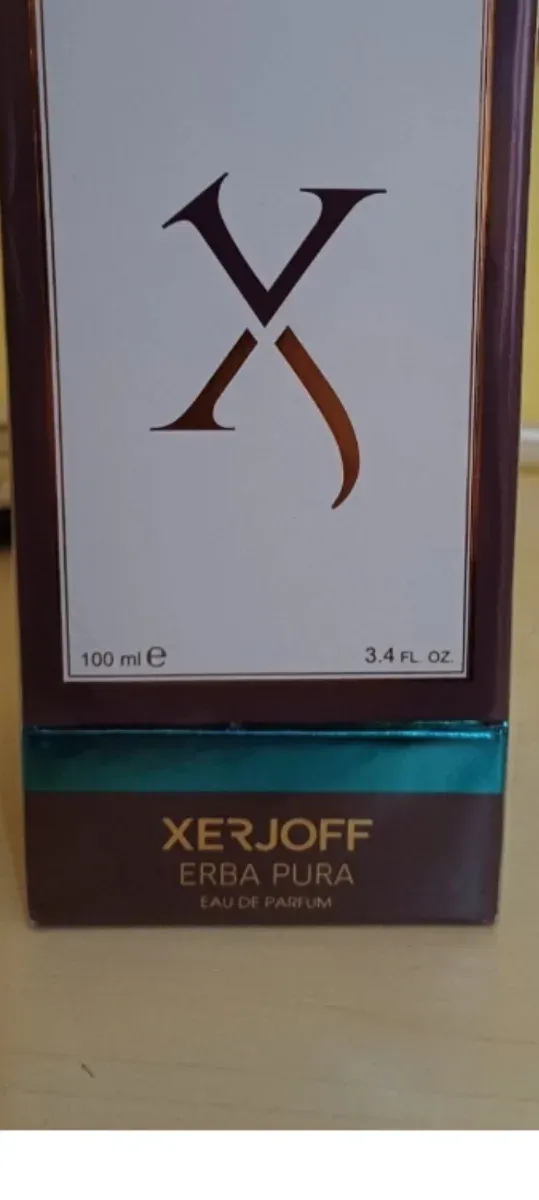 X
100 ml ℮
3.4 FL. OZ.
XERJOFF
ERBA PURA
EAU DE PARFUM